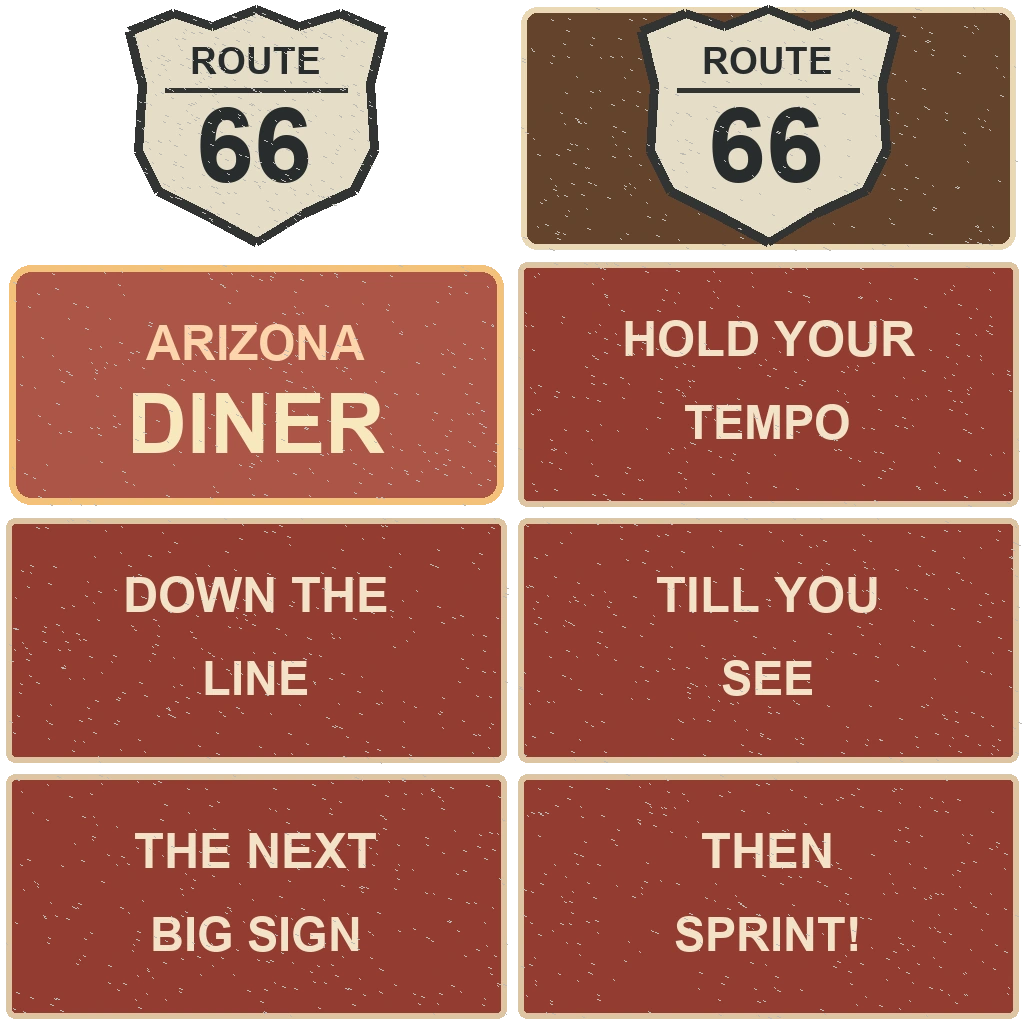 ROUTE
66
ROUTE
66
ARIZONA
DINER
HOLD YOUR
TEMPO
DOWN THE
LINE
TILL YOU
SEE
THE NEXT
BIG SIGN
THEN
SPRINT!